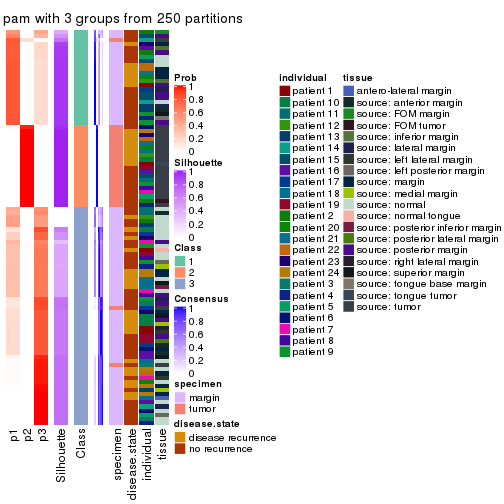 pam with 3 groups from 250 partitions
Prob
1
0.8
0.6
0.4
0.2
0
Silhouette
1
0.8
0.6
0.4
0.2
0
Class
1
2
3
Consensus
1
0.8
0.6
0.4
0.2
0
specimen
margin
tumor
disease.state
disease recurrence
no recurrence
individual
patient 1
patient 10
patient 11
patient 12
patient 13
patient 14
patient 15
patient 16
patient 17
patient 18
patient 19
patient 2
patient 20
patient 21
patient 22
patient 23
patient 24
patient 3
patient 4
patient 5
patient 6
patient 7
patient 8
patient 9
tissue
antero-lateral margin
source: anterior margin
source: FOM margin
source: FOM tumor
source: inferior margin
source: lateral margin
source: left lateral margin
source: left posterior margin
source: margin
source: medial margin
source: normal
source: normal tongue
source: posterior inferior margin
source: posterior lateral margin
source: posterior margin
source: right lateral margin
source: superior margin
source: tongue base margin
source: tongue tumor
source: tumor
p1
p2
p3
Silhouette
Class
specimen
disease.state
individual
tissue